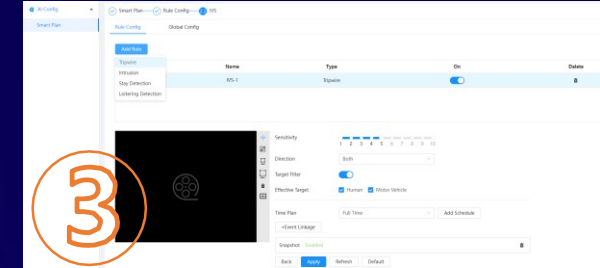 AI Config
Smart Plan
Smart Plan Rule Config IVS
Rule Config Global Config
Add Rule
Tripwire
Intrusion
Stay Detection
Loitering Detection
Name Type On Delete
IVS-1 Tripwire
Sensitivity
1 2 3 4 5 6 7 8 9 10
Direction Both
Target Filter
Effective Target Human Motor Vehicle
Time Plan Full Time Add Schedule
+Event Linkage
Snapshot Enabled
Back Apply Refresh Default
3